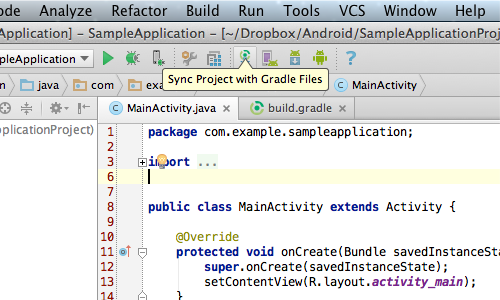 ode Analyze Refactor Build Run Tools VCS Window Help
Application] – SampleApplication – [~/Dropbox/Android/SampleApplicationProj
pleApplication
Sync Project with Gradle Files
java com example MainActivity
MainActivity.java build.gradle
plicationProject)
1 package com.example.sampleapplication;
2
3 import ...
6
7
8 public class MainActivity extends Activity {
9
10 @Override
11 protected void onCreate(Bundle savedInstanceSta
12 super.onCreate(savedInstanceState);
13 setContentView(R.layout.activity_main);
14 }